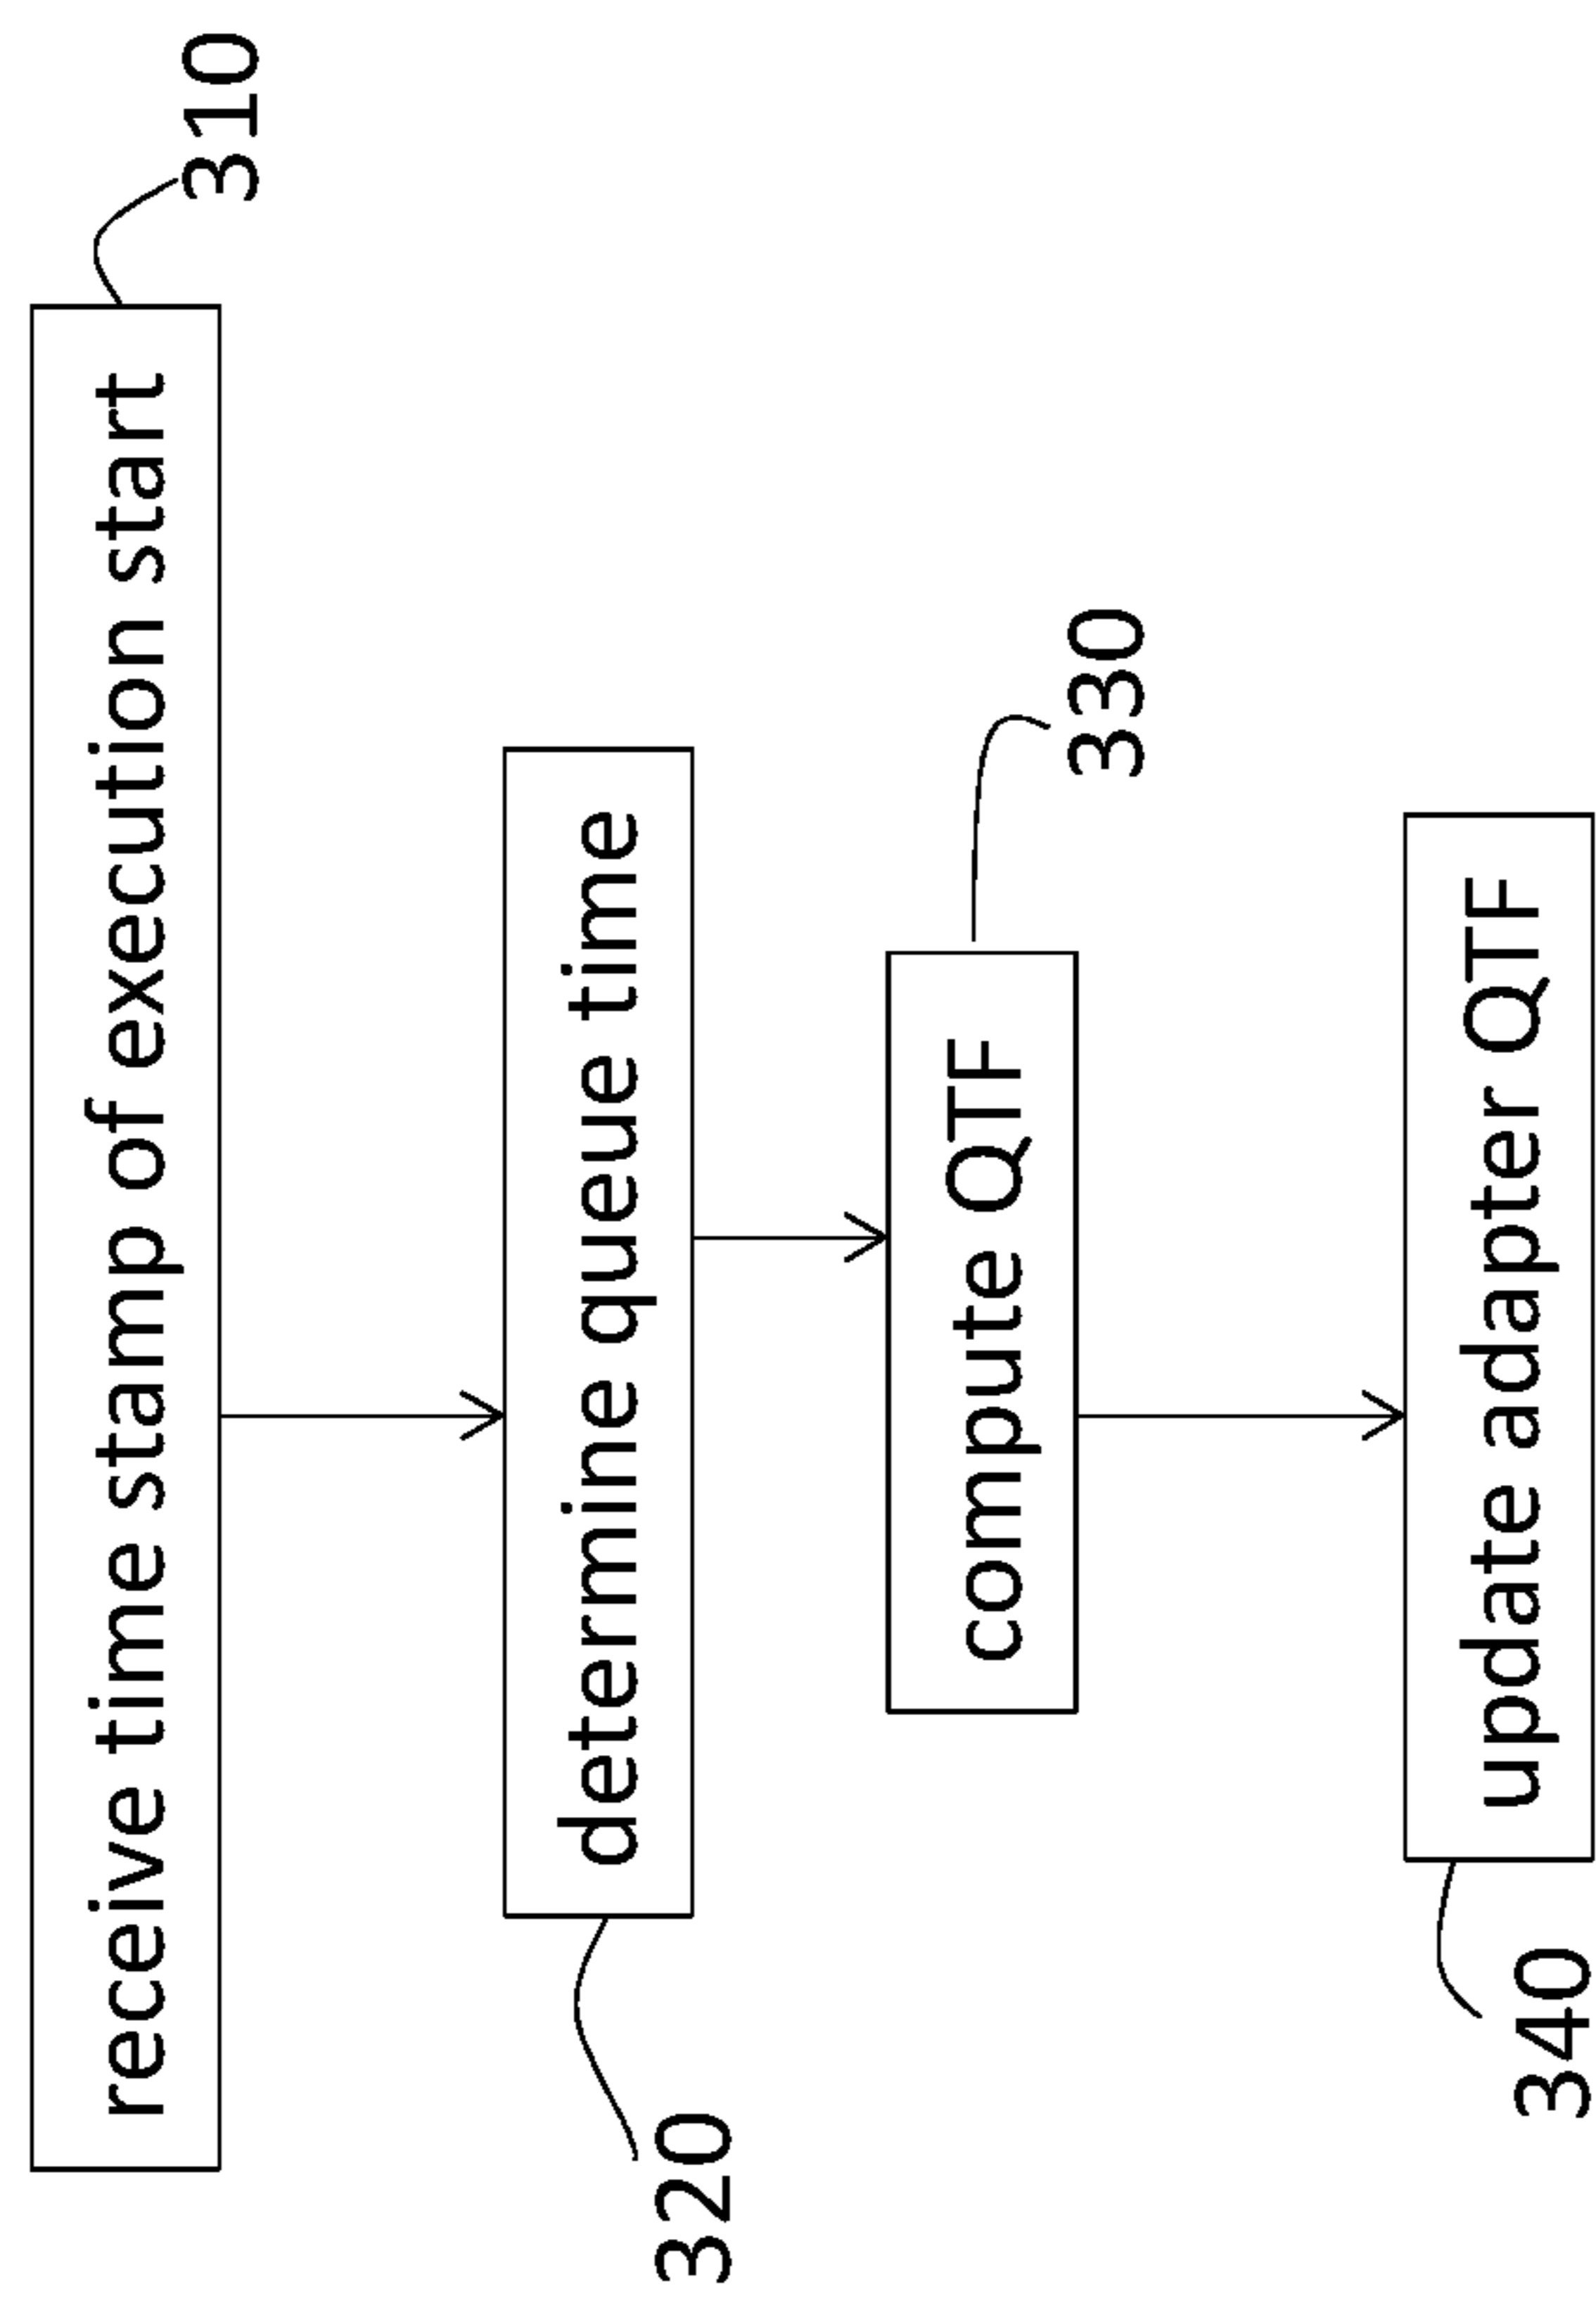 receive time stamp of execution start
310
determine queue time
320
compute QTF
330
update adapter QTF
340